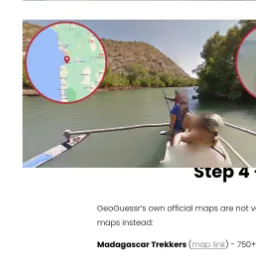 Step 4
GeoGuessr's own official maps are not
maps instead:
Madagascar Trekkers (map link) - 750+